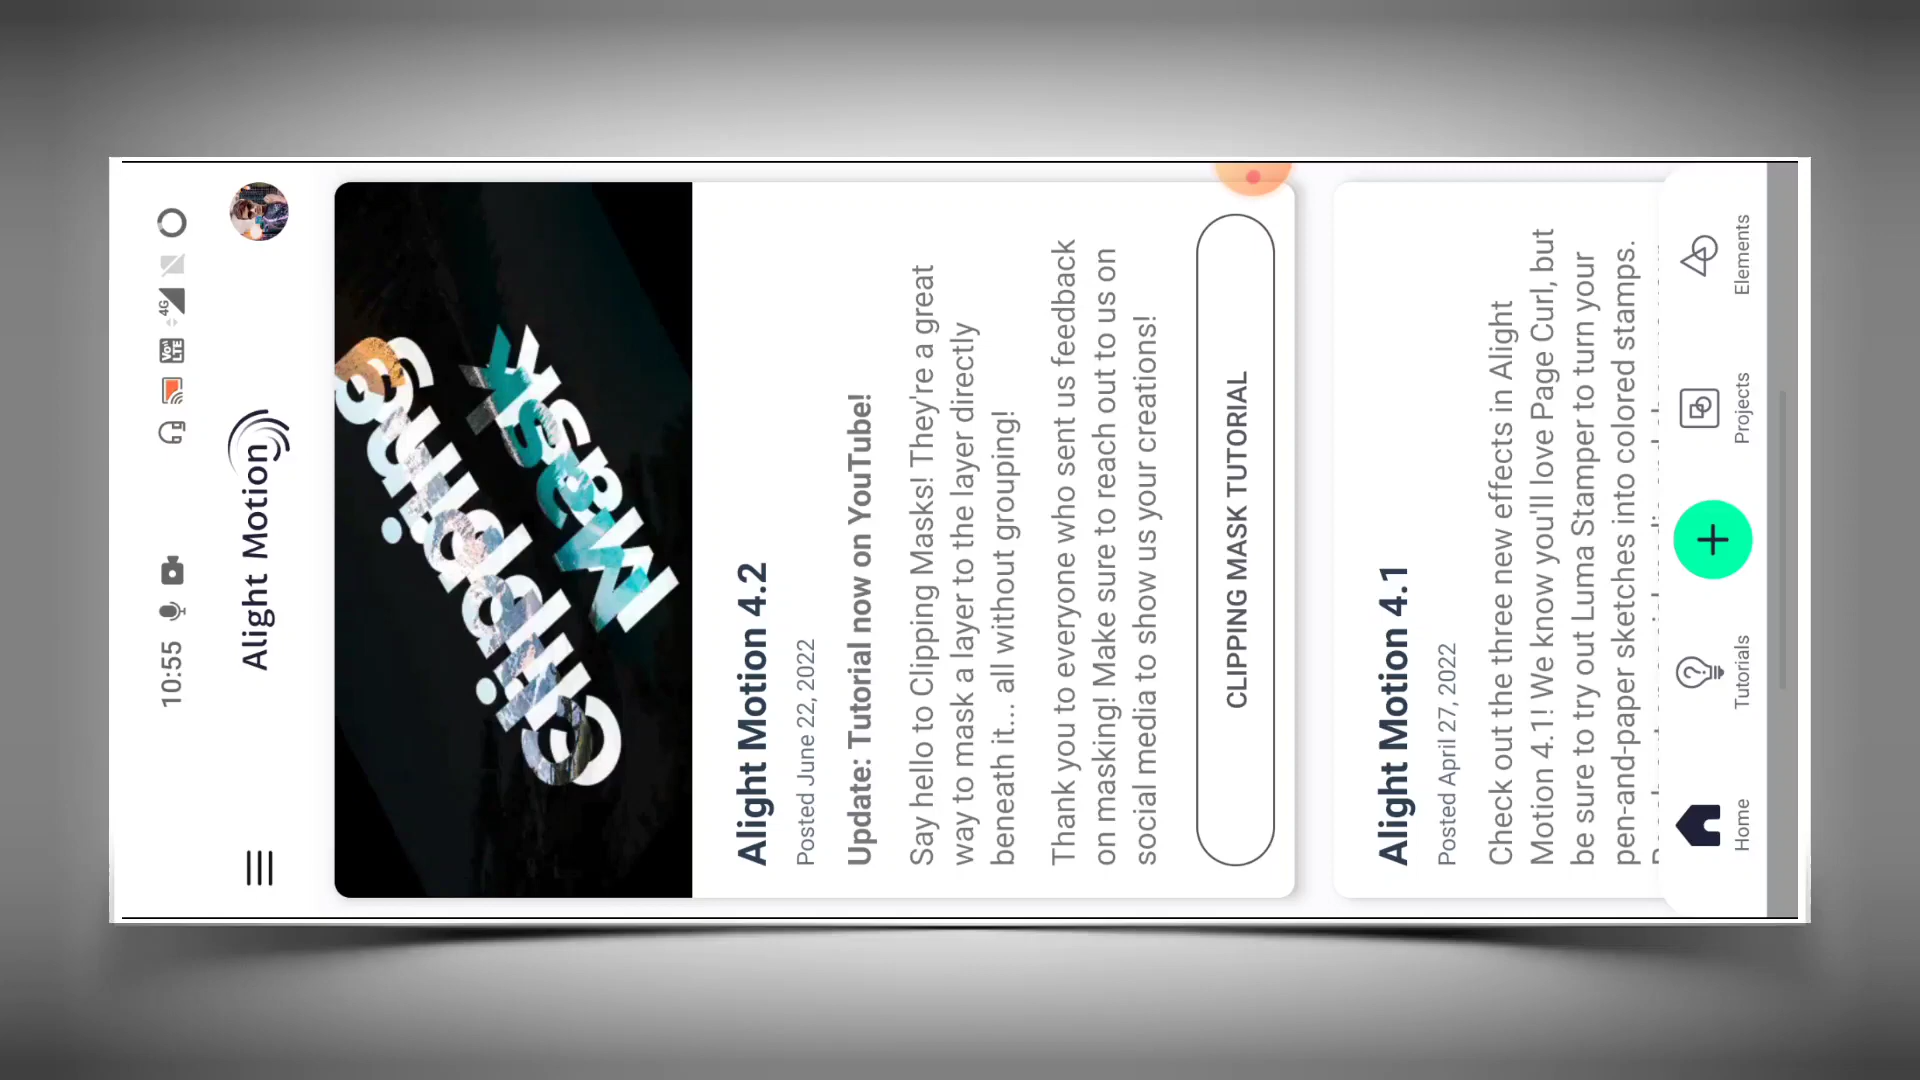 10:55
4G
Vo
LTE
Alight Motion
Clipping
Mask
Alight Motion 4.2
Posted June 22, 2022
Update: Tutorial now on YouTube!
Say hello to Clipping Masks! They're a great
way to mask a layer to the layer directly
beneath it... all without grouping!
Thank you to everyone who sent us feedback
on masking! Make sure to reach out to us on
social media to show us your creations!
CLIPPING MASK TUTORIAL
Alight Motion 4.1
Posted April 27, 2022
Check out the three new effects in Alight
Motion 4.1! We know you'll love Page Curl, but
be sure to try out Luma Stamper to turn your
pen-and-paper sketches into colored stamps.
Home
Tutorials
Projects
Elements